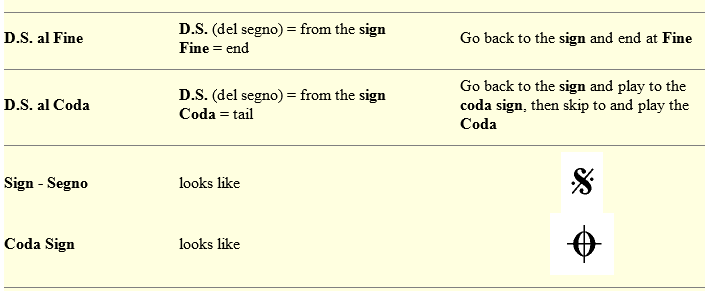 D.S. al Fine
D.S. (del segno) = from the sign
Fine = end
Go back to the sign and end at Fine
D.S. al Coda
D.S. (del segno) = from the sign
Coda = tail
Go back to the sign and play to the
coda sign, then skip to and play the
Coda
Sign - Segno
looks like
Coda Sign
looks like